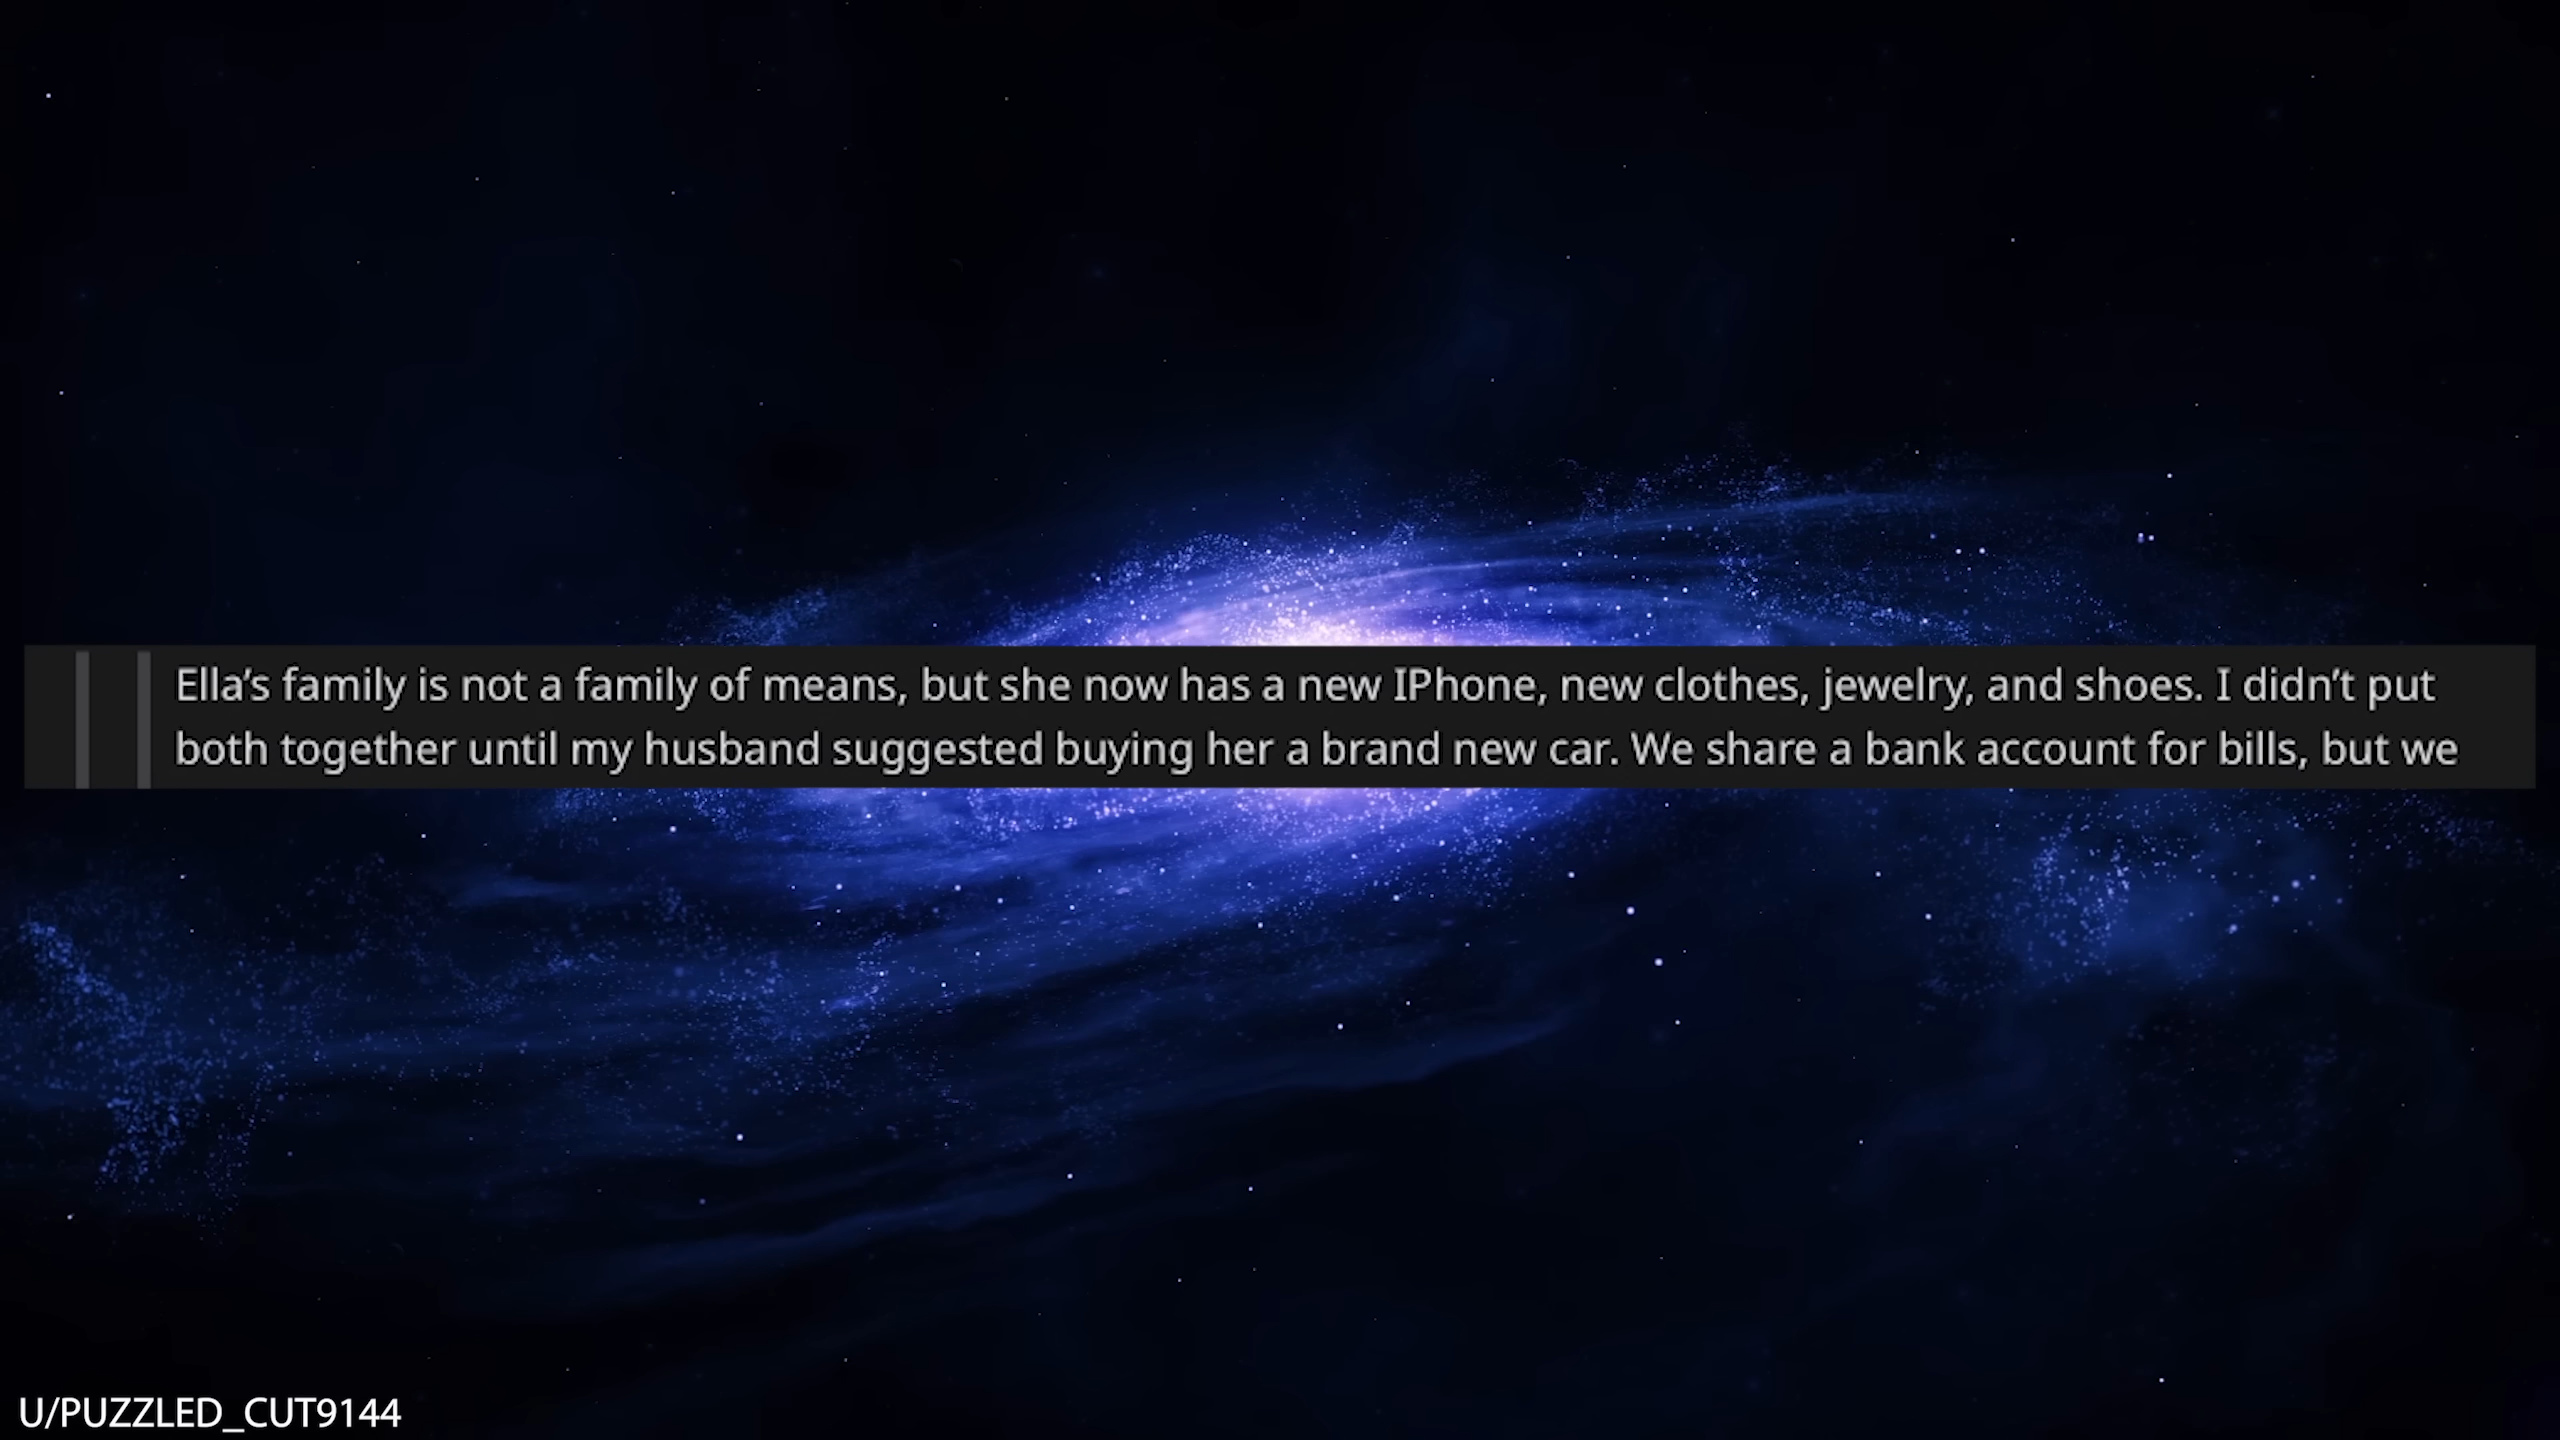 Ella’s family is not a family of means, but she now has a new IPhone, new clothes, jewelry, and shoes. I didn’t put
both together until my husband suggested buying her a brand new car. We share a bank account for bills, but we
U/PUZZLED_CUT9144